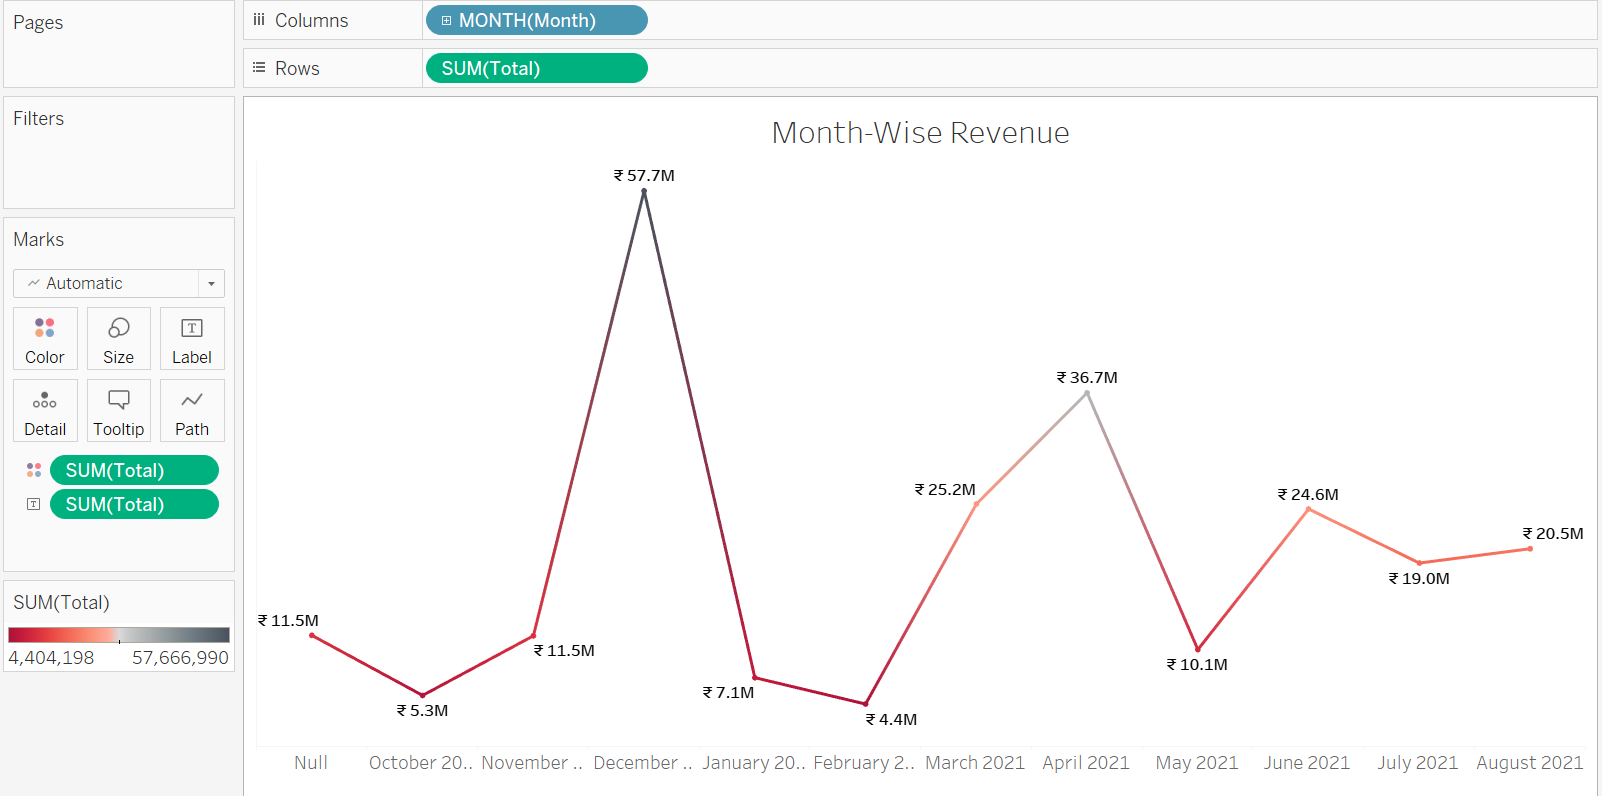 Pages
Columns
MONTH(Month)
Rows
SUM(Total)
Filters
Marks
Automatic
Color
Size
Label
Detail
Tooltip
Path
SUM(Total)
SUM(Total)
SUM(Total)
4,404,198
57,666,990
Month-Wise Revenue
₹ 57.7M
₹ 36.7M
₹ 25.2M
₹ 24.6M
₹ 20.5M
₹ 19.0M
₹ 11.5M
₹ 11.5M
₹ 10.1M
₹ 7.1M
₹ 5.3M
₹ 4.4M
Null
October 20..
November ..
December ..
January 20..
February 2..
March 2021
April 2021
May 2021
June 2021
July 2021
August 2021